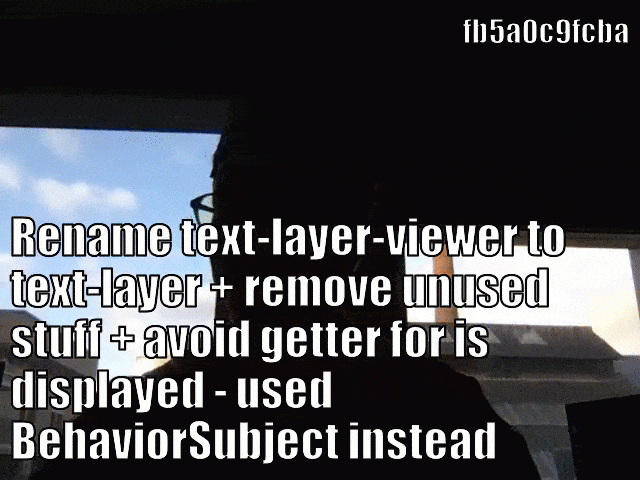 fb5a0c9fcba
Rename text-layer-viewer to
text-layer + remove unused
stuff + avoid getter for is
displayed - used
BehaviorSubject instead